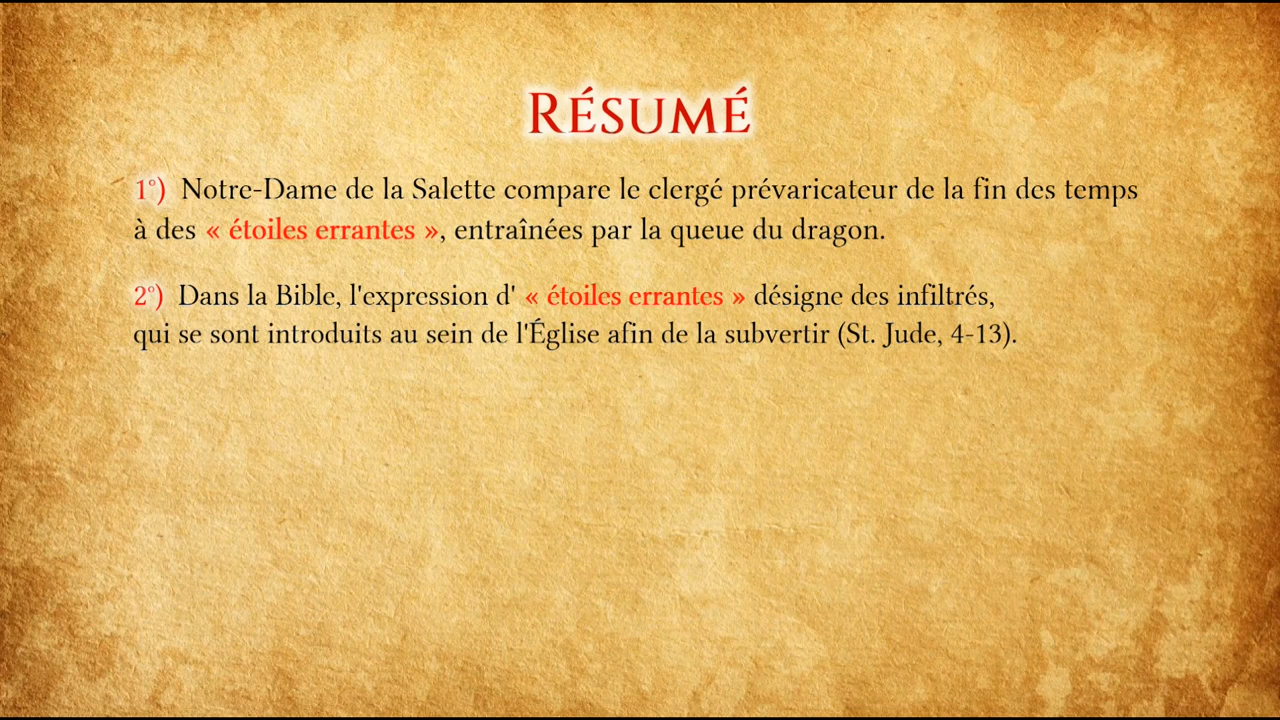 RÉSUMÉ
1°) Notre-Dame de la Salette compare le clergé prévaricateur de la fin des temps
à des « étoiles errantes », entraînées par la queue du dragon.
2°) Dans la Bible, l'expression d' « étoiles errantes » désigne des infiltrés,
qui se sont introduits au sein de l'Église afin de la subvertir (St. Jude, 4-13).